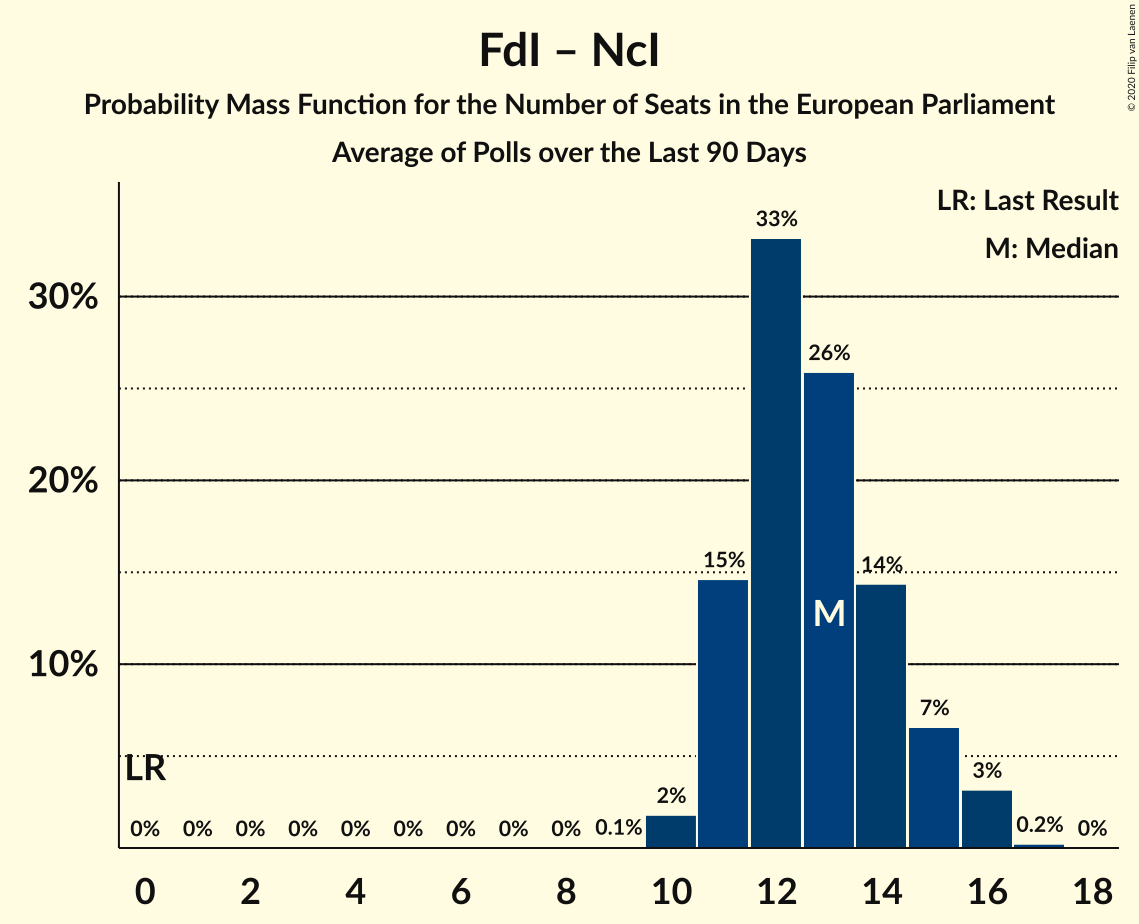 FdI – NcI
Probability Mass Function for the Number of Seats in the European Parliament
Average of Polls over the Last 90 Days
© 2020 Filip van Laenen
LR: Last Result
M: Median
30%
20%
10%
LR
0%
0%
0%
0%
0%
0%
0%
0%
0%
0.1%
2%
15%
33%
26%
M
14%
7%
3%
0.2%
0%
0 2 4 6 8 10 12 14 16 18